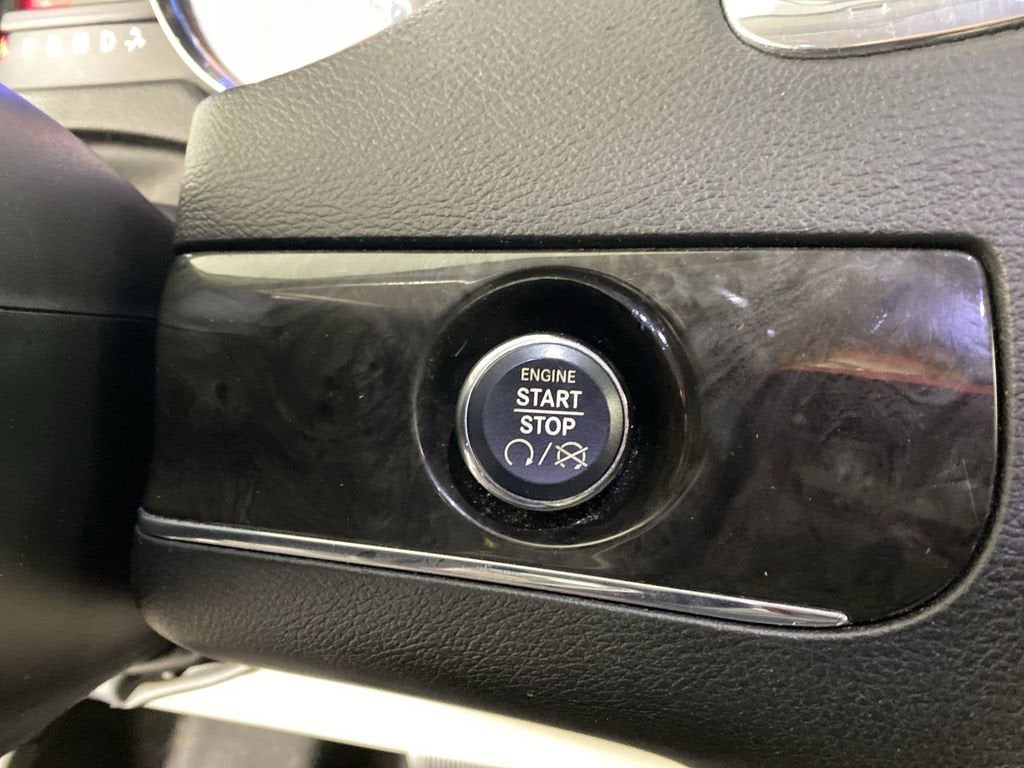 ENGINE
START
STOP
/